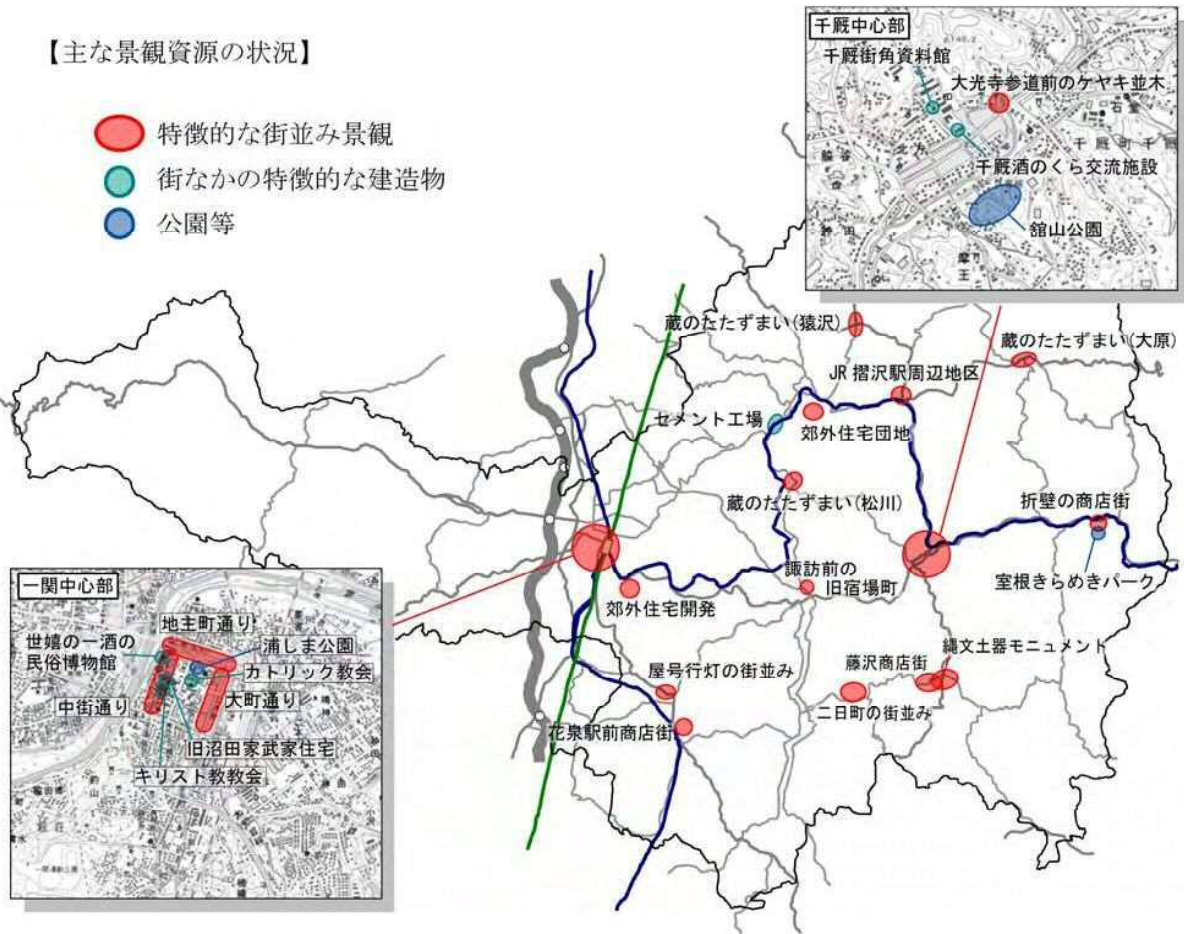 【主な景観資源の状況】
特徴的な街並み景観
街なかの特徴的な建造物
公園等
千厩中心部
千厩街角資料館
大光寺参道前のケヤキ並木
千厩酒のくら交流施設
舘山公園
蔵のたたずまい(猿沢)
蔵のたたずまい(大原)
JR摺沢駅周辺地区
セメント工場
郊外住宅団地
蔵のたたずまい(松川)
折壁の商店街
室根きらめきパーク
諏訪前の
旧宿場町
郊外住宅開発
屋号行灯の街並み
花泉駅前商店街
縄文土器モニュメント
藤沢商店街
二日町の街並み
一関中心部
地主町通り
世嬉の一酒の
民俗博物館
浦しま公園
カトリック教会
中街通り
大町通り
旧沼田家武家住宅
キリスト教教会